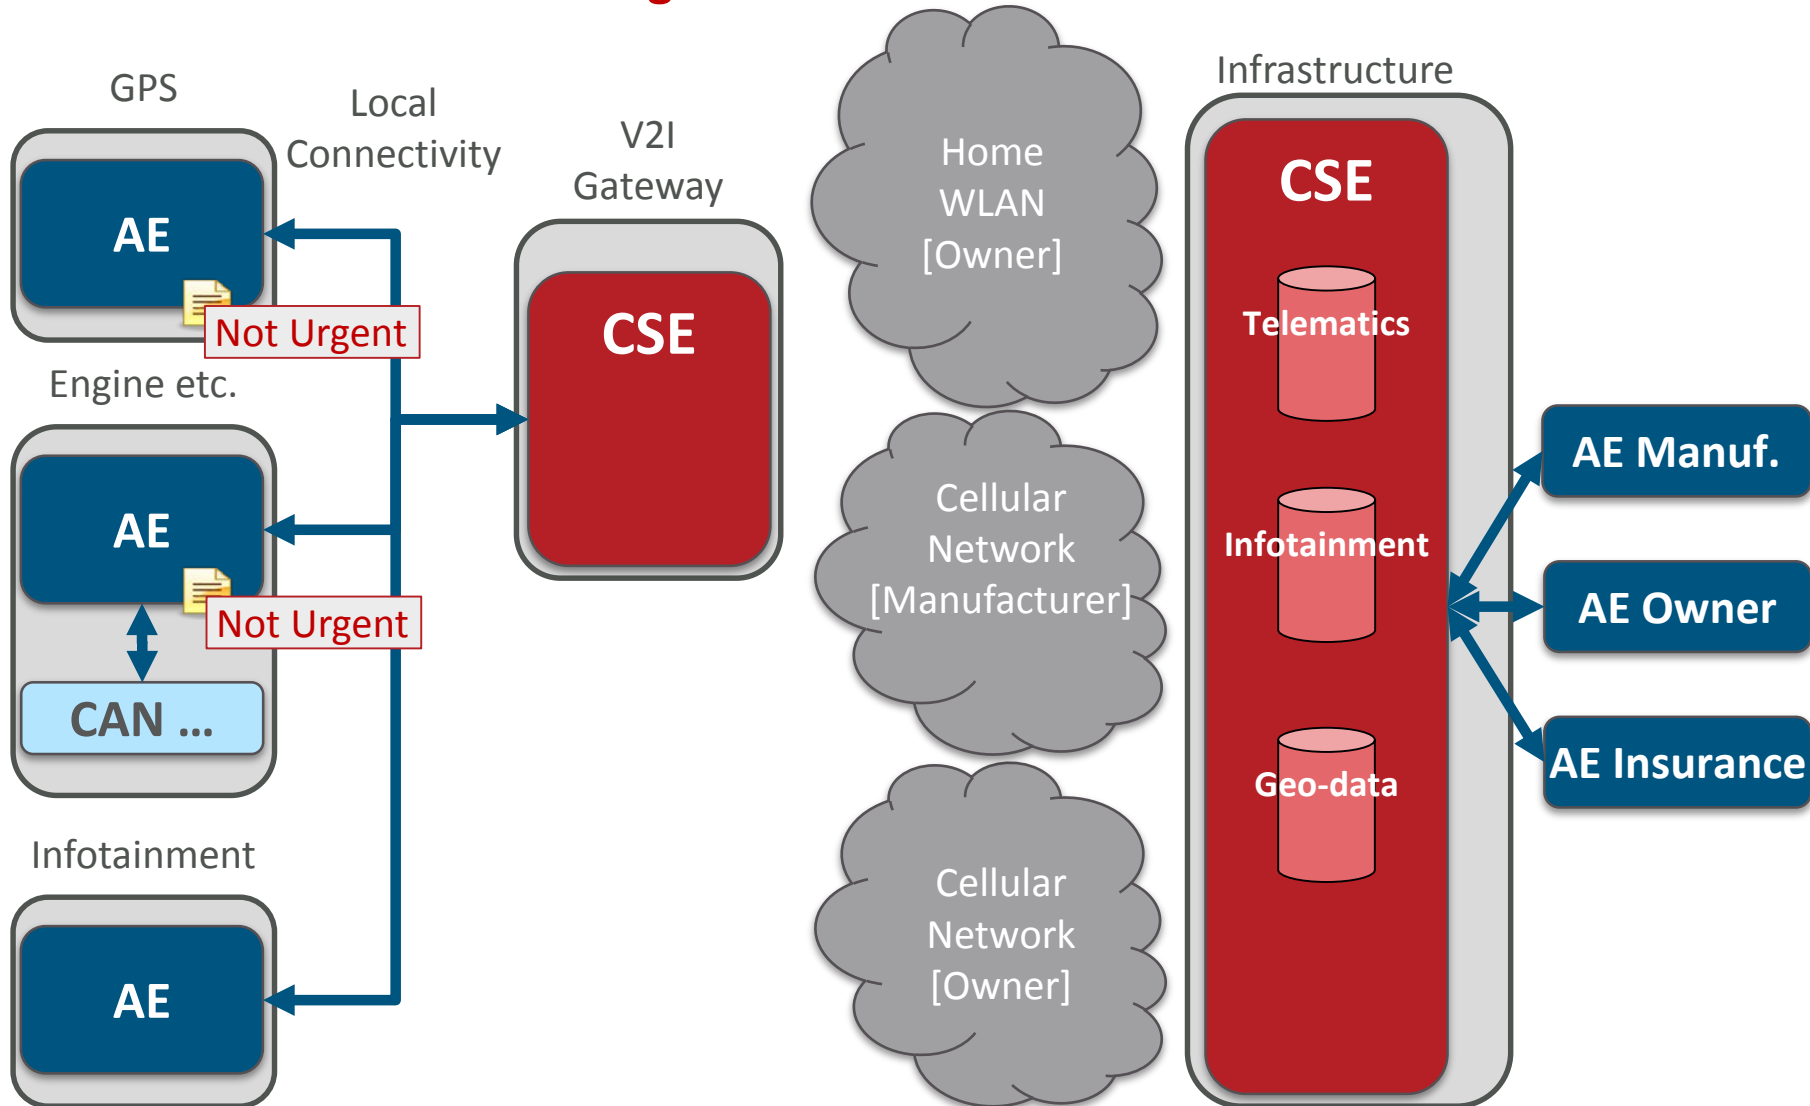 GPS
AE
Not Urgent
Engine etc.
AE
Not Urgent
CAN ...
Infotainment
AE
Local
Connectivity
V2I
Gateway
CSE
Home
WLAN
[Owner]
Cellular
Network
[Manufacturer]
Cellular
Network
[Owner]
Infrastructure
CSE
Telematics
Infotainment
Geo-data
AE Manuf.
AE Owner
AE Insurance